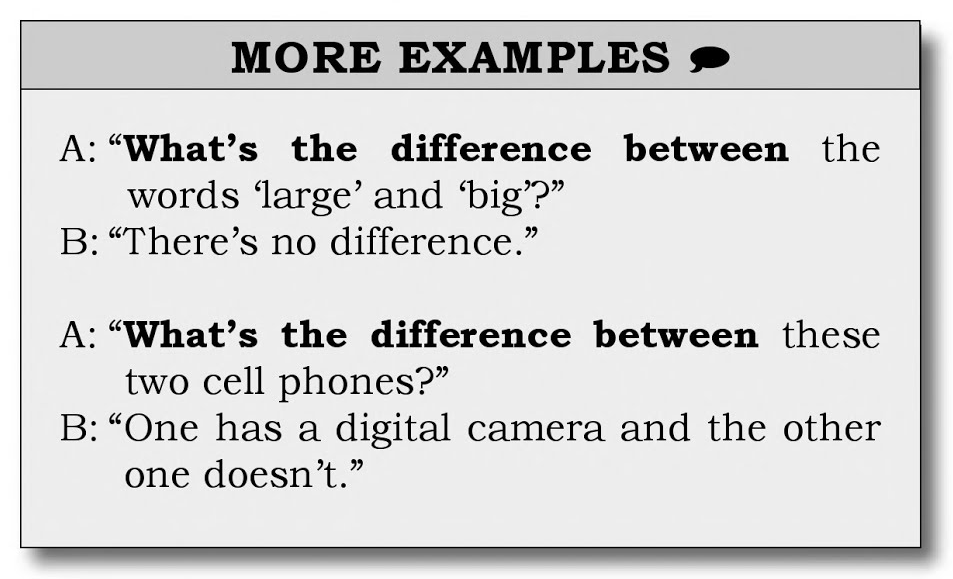 MORE EXAMPLES
A: “What’s the difference between the
words ‘large’ and ‘big’?”
B: “There’s no difference.”
A: “What’s the difference between these
two cell phones?”
B: “One has a digital camera and the other
one doesn’t.”